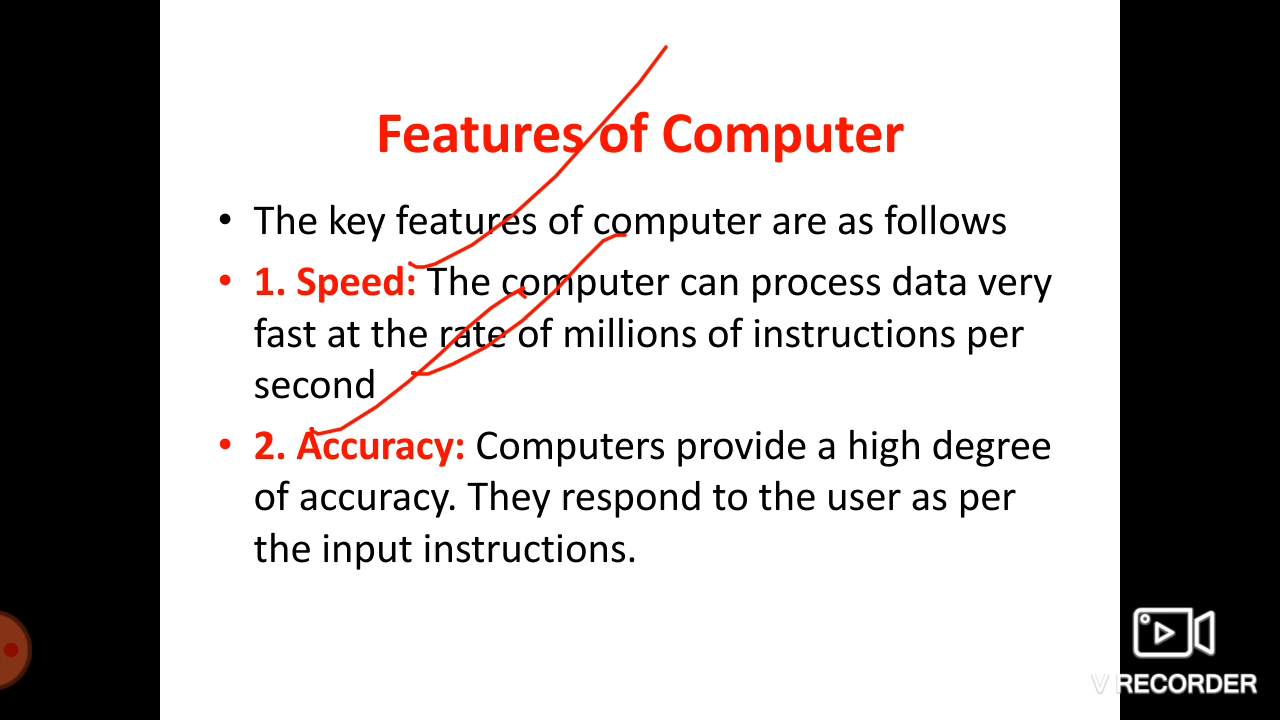 Features of Computer
• The key features of computer are as follows
• 1. Speed: The computer can process data very
fast at the rate of millions of instructions per
second
• 2. Accuracy: Computers provide a high degree
of accuracy. They respond to the user as per
the input instructions.
V RECORDER